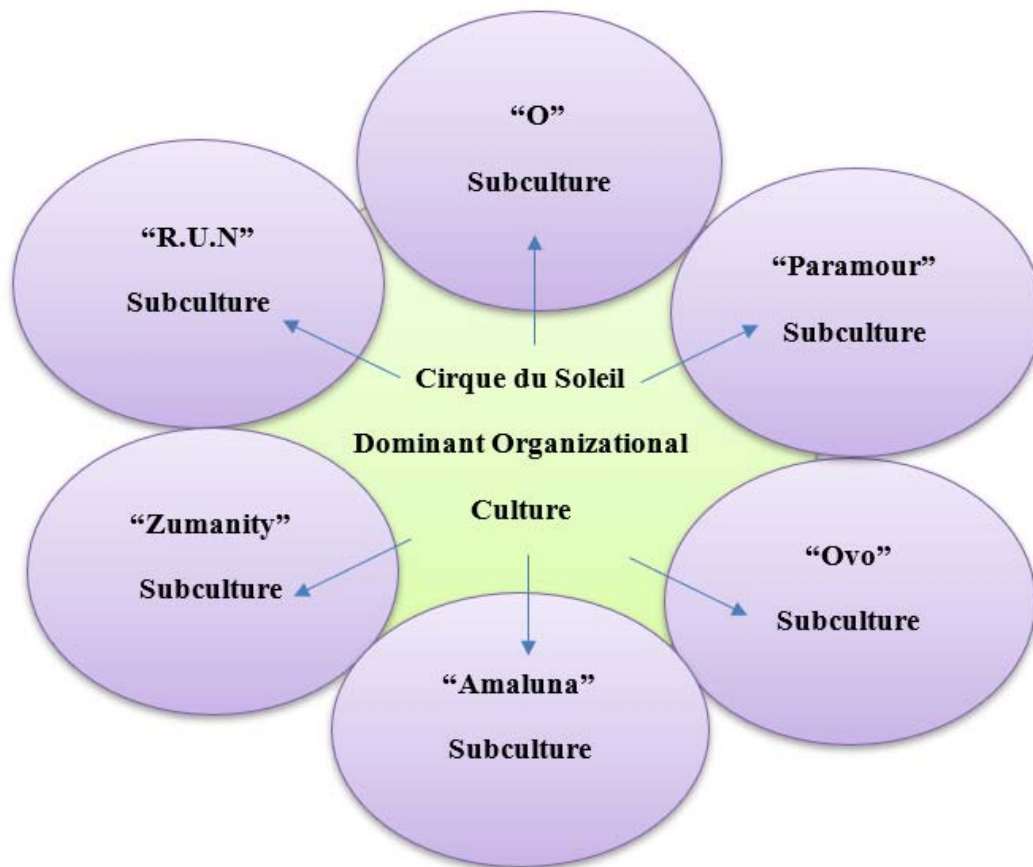 “O”
Subculture
“R.U.N”
Subculture
“Paramour”
Subculture
Cirque du Soleil
Dominant Organizational
Culture
“Zumanity”
Subculture
“Ovo”
Subculture
“Amaluna”
Subculture